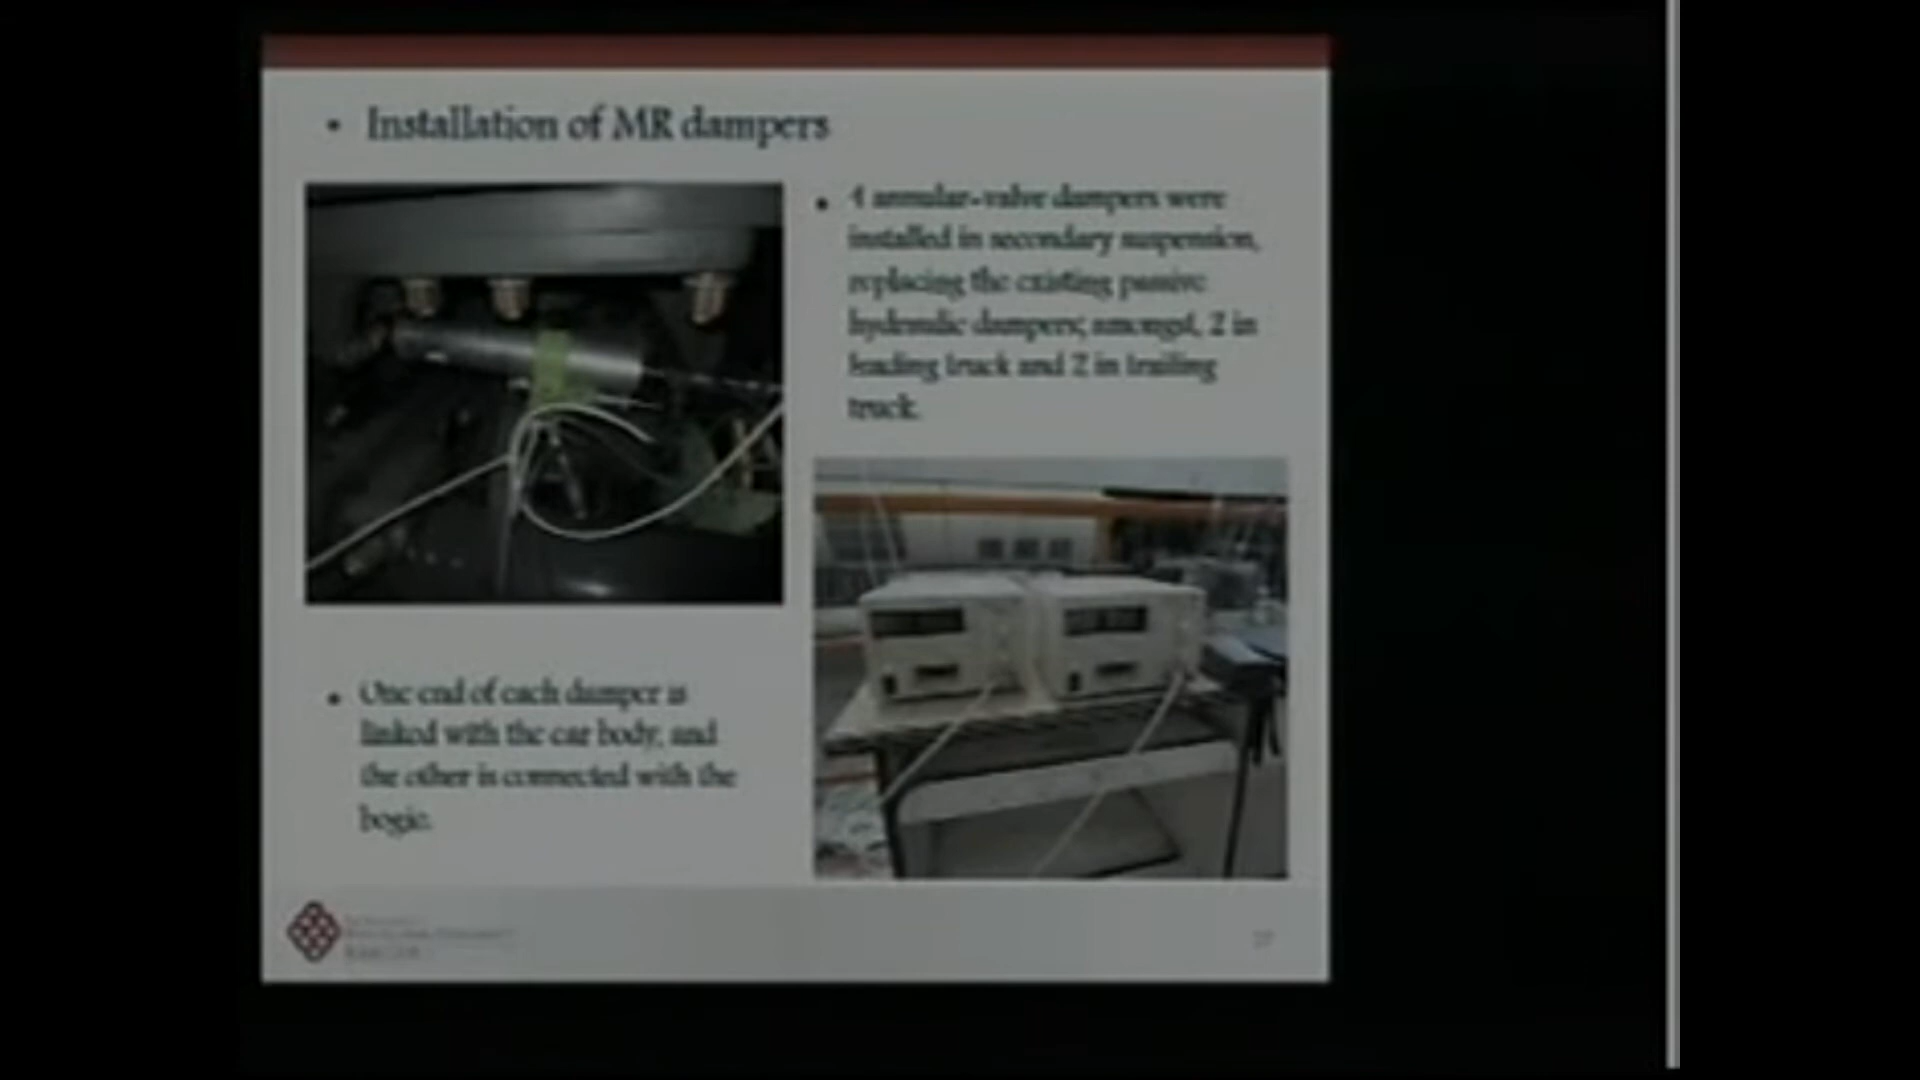 • Installation of MR dampers
• 4 annular-valve dampers were
installed in secondary suspension,
replacing the existing passive
hydraulic dampers; amongst, 2 in
leading truck and 2 in trailing
truck.
• One end of each damper is
linked with the car body, and
the other is connected with the
bogie.